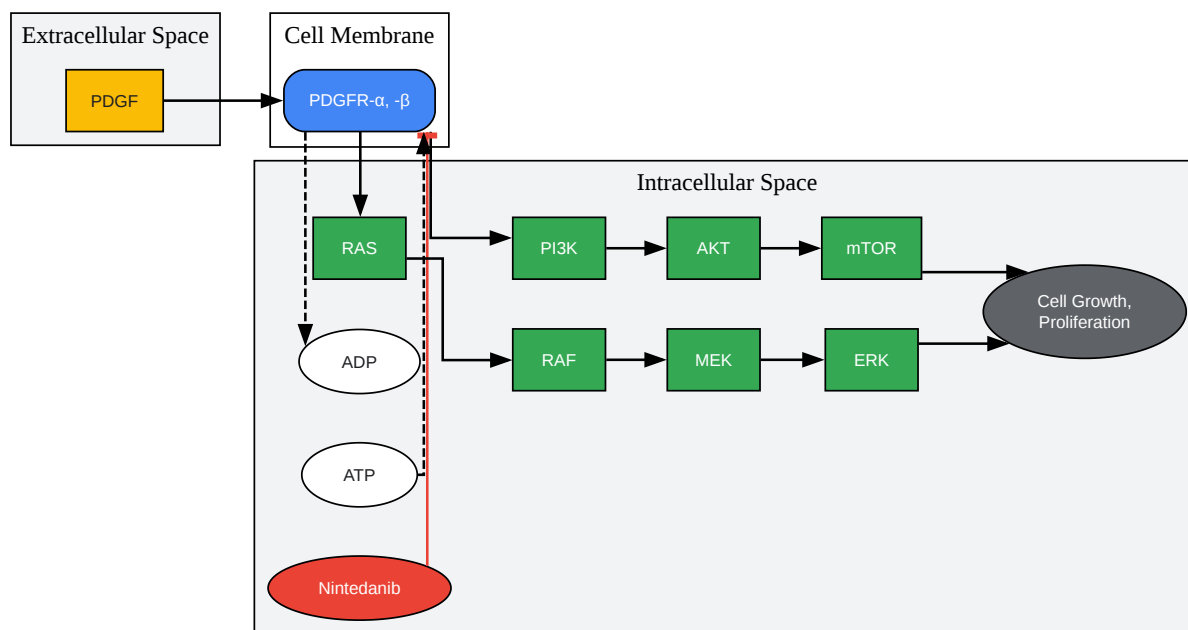 Extracellular Space
Cell Membrane
PDGF
PDGFR-α, -β
Intracellular Space
RAS
PI3K
AKT
mTOR
Cell Growth,
Proliferation
ADP
RAF
MEK
ERK
ATP
Nintedanib